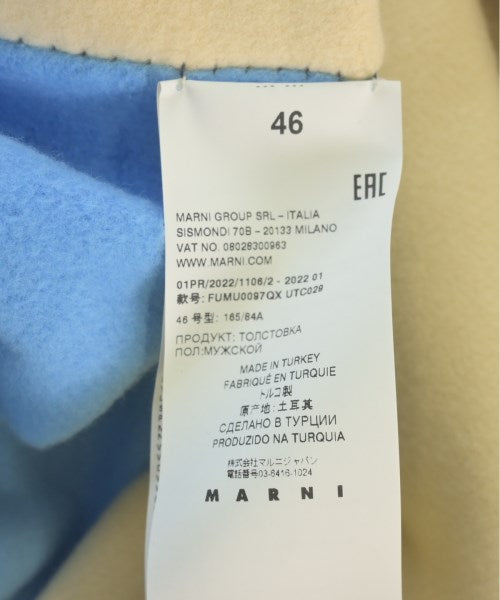 46
EAC
MARNI GROUP SRL – ITALIA
SISMONDI 70B – 20133 MILANO
VAT NO. 08028300963
WWW.MARNI.COM
01PR/2022/1106/2 - 2022 01
款号: FUMU0097QX UTC029
46 号型: 165/84A
ПРОДУКТ: ТОЛСТОВКА
ПОЛ:МУЖСКОЙ
MADE IN TURKEY
FABRIQUÉ EN TURQUIE
トルコ製
原产地: 土耳其
СДЕЛАНО В ТУРЦИИ
PRODUZIDO NA TURQUIA
株式会社マルニジャパン
電話番号03-6416-1024
MARNI